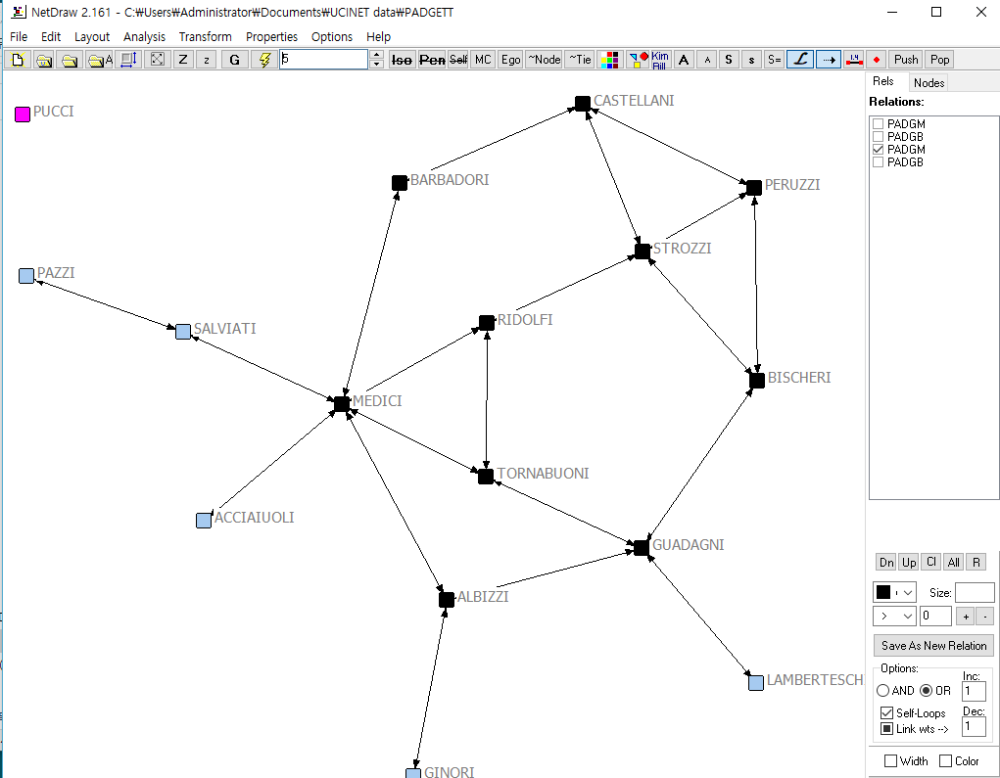 NetDraw 2.161 - C:₩Users₩Administrator₩Documents₩UCINET data₩PADGETT
File Edit Layout Analysis Transform Properties Options Help
Z z G 5 Iso Pen Self MC Ego ~Node ~Tie Kim Bill A A S s S= L Push Pop
Rels Nodes
Relations:
PADGM
PADGB
PADGM
PADGB
PUCCI
CASTELLANI
BARBADORI
PERUZZI
STROZZI
PAZZI
SALVIATI
RIDOLFI
BISCHERI
MEDICI
TORNABUONI
ACCIAIUOLI
GUADAGNI
ALBIZZI
LAMBERTESCH
GINORI
Dn Up Cl All R
Size:
> 0 + -
Save As New Relation
Options:
Inc:
AND OR 1
Self-Loops Dec:
Link wts --> 1
Width Color